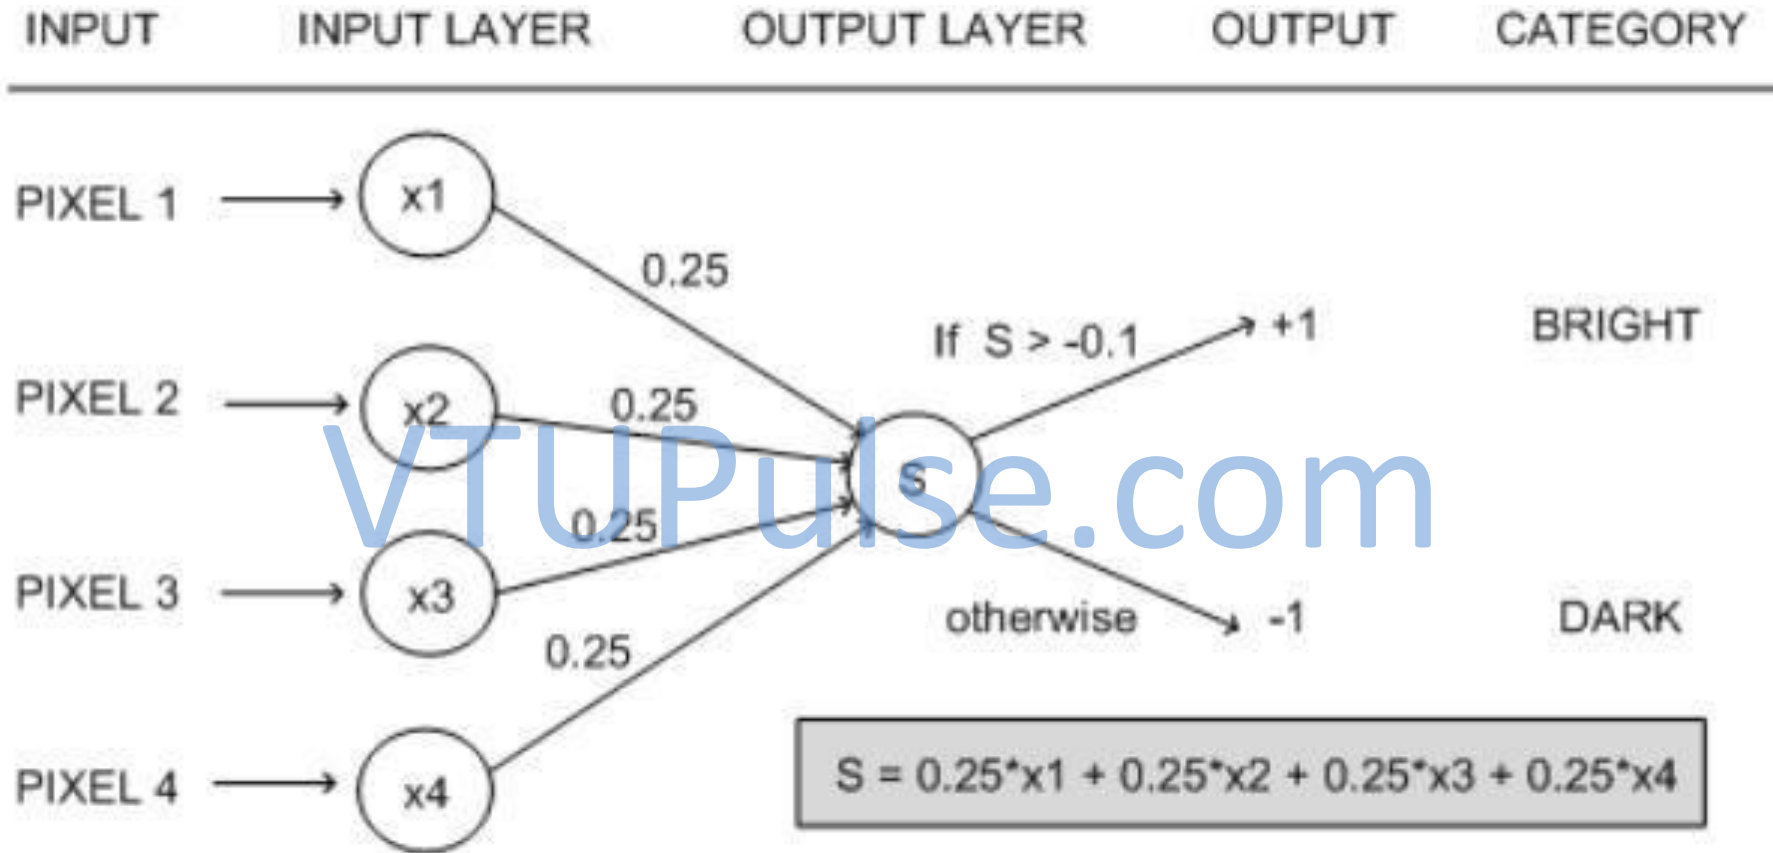 INPUT INPUT LAYER OUTPUT LAYER OUTPUT CATEGORY
PIXEL 1 x1
0.25
If S > -0.1 +1 BRIGHT
PIXEL 2 x2
0.25
S
VTUPulse.com
0.25
PIXEL 3 x3
otherwise -1 DARK
0.25
PIXEL 4 x4
S = 0.25*x1 + 0.25*x2 + 0.25*x3 + 0.25*x4